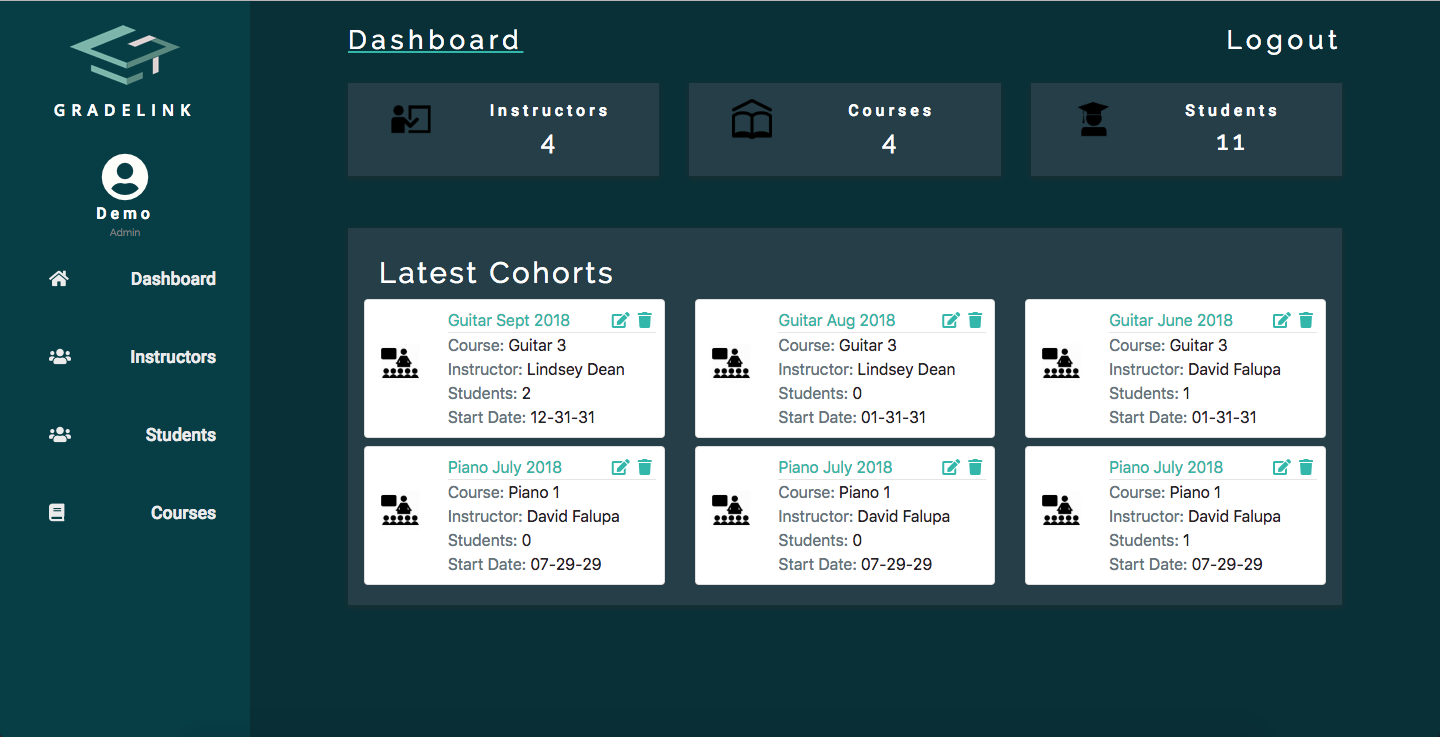 GRADELINK
Demo
Admin
Dashboard
Instructors
Students
Courses
Dashboard
Logout
Instructors
4
Courses
4
Students
11
Latest Cohorts
Guitar Sept 2018
Course: Guitar 3
Instructor: Lindsey Dean
Students: 2
Start Date: 12-31-31
Guitar Aug 2018
Course: Guitar 3
Instructor: Lindsey Dean
Students: 0
Start Date: 01-31-31
Guitar June 2018
Course: Guitar 3
Instructor: David Falupa
Students: 1
Start Date: 01-31-31
Piano July 2018
Course: Piano 1
Instructor: David Falupa
Students: 0
Start Date: 07-29-29
Piano July 2018
Course: Piano 1
Instructor: David Falupa
Students: 0
Start Date: 07-29-29
Piano July 2018
Course: Piano 1
Instructor: David Falupa
Students: 1
Start Date: 07-29-29